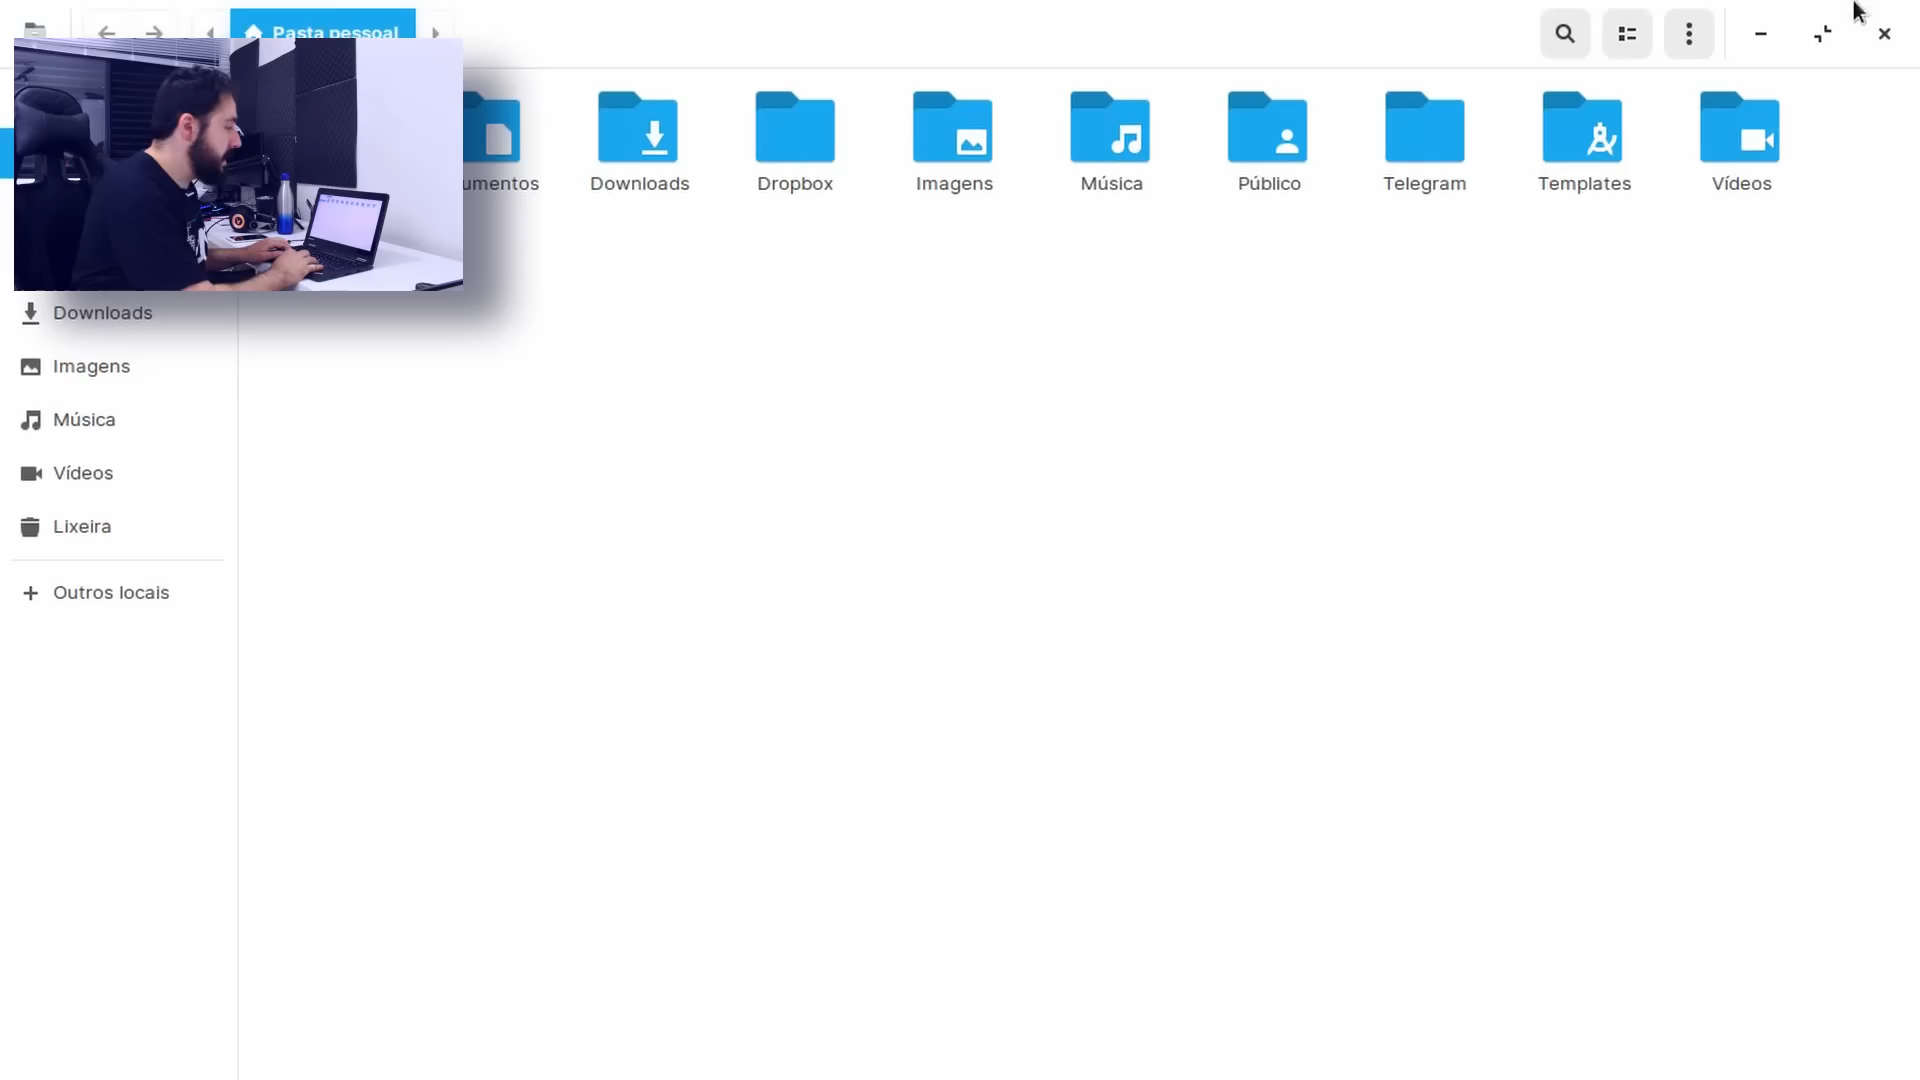 Pasta pessoal
umentos
Downloads
Dropbox
Imagens
Música
Público
Telegram
Templates
Vídeos
Downloads
Imagens
Música
Vídeos
Lixeira
Outros locais